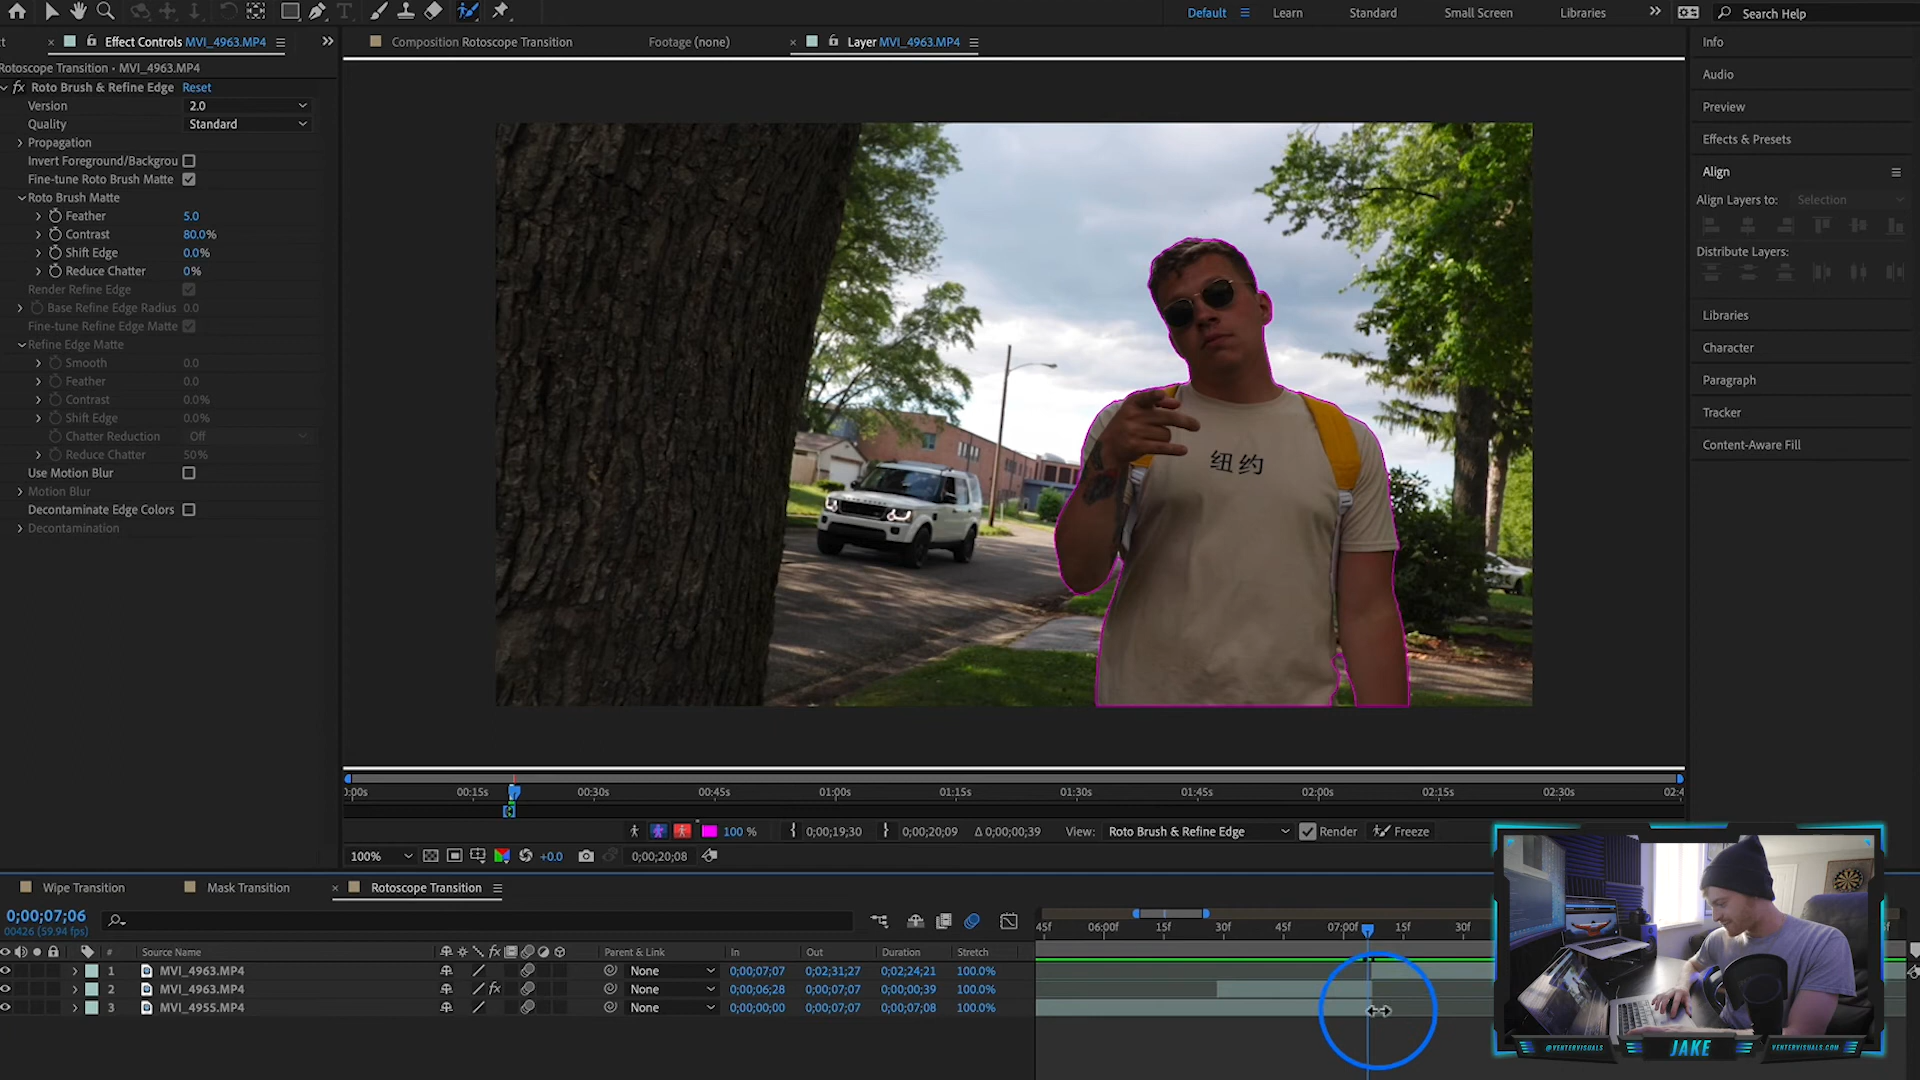 Default
Learn
Standard
Small Screen
Libraries
Search Help
Effect Controls MVI_4963.MP4
Composition Rotoscope Transition
Footage (none)
Layer MVI_4963.MP4
Rotoscope Transition • MVI_4963.MP4
fx Roto Brush & Refine Edge Reset
Version 2.0
Quality Standard
Propagation
Invert Foreground/Backgrou
Fine-tune Roto Brush Matte
Roto Brush Matte
Feather 5.0
Contrast 80.0%
Shift Edge 0.0%
Reduce Chatter 0%
Render Refine Edge
Base Refine Edge Radius 0.0
Fine-tune Refine Edge Matte
Refine Edge Matte
Smooth 0.0
Feather 0.0
Contrast 0.0%
Shift Edge 0.0%
Chatter Reduction Off
Reduce Chatter 50%
Use Motion Blur
Motion Blur
Decontaminate Edge Colors
Decontamination
纽约
Info
Audio
Preview
Effects & Presets
Align
Align Layers to: Selection
Distribute Layers:
Libraries
Character
Paragraph
Tracker
Content-Aware Fill
0:00s 00:15s 00:30s 00:45s 01:00s 01:15s 01:30s 01:45s 02:00s 02:15s 02:30s 02:4
100 % 0;00;19;30 0;00;20;09 Δ 0;00;00;39 View: Roto Brush & Refine Edge Render Freeze
100% +0.0 0;00;20;08
Wipe Transition
Mask Transition
Rotoscope Transition
0;00;07;06
00426 (59.94 fps)
45f 06:00f 15f 30f 45f 07:00f 15f 30f
# Source Name fx Parent & Link In Out Duration Stretch
1 MVI_4963.MP4 None 0;00;07;07 0;02;31;27 0;02;24;21 100.0%
2 MVI_4963.MP4 fx None 0;00;06;28 0;00;07;07 0;00;00;39 100.0%
3 MVI_4955.MP4 None 0;00;00;00 0;00;07;07 0;00;07;08 100.0%
@VENTERVISUALS
JAKE
VENTERVISUALS.COM